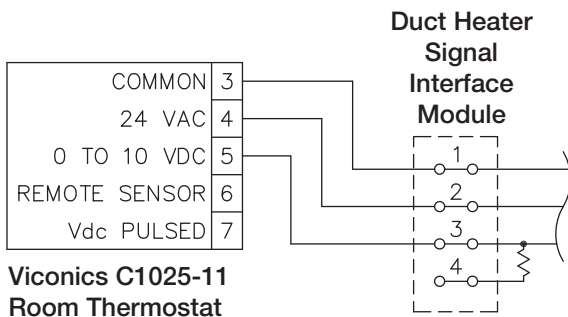 Duct Heater
Signal
Interface
Module
COMMON 3
24 VAC 4
0 TO 10 VDC 5
REMOTE SENSOR 6
Vdc PULSED 7
1
2
3
4
Viconics C1025-11
Room Thermostat